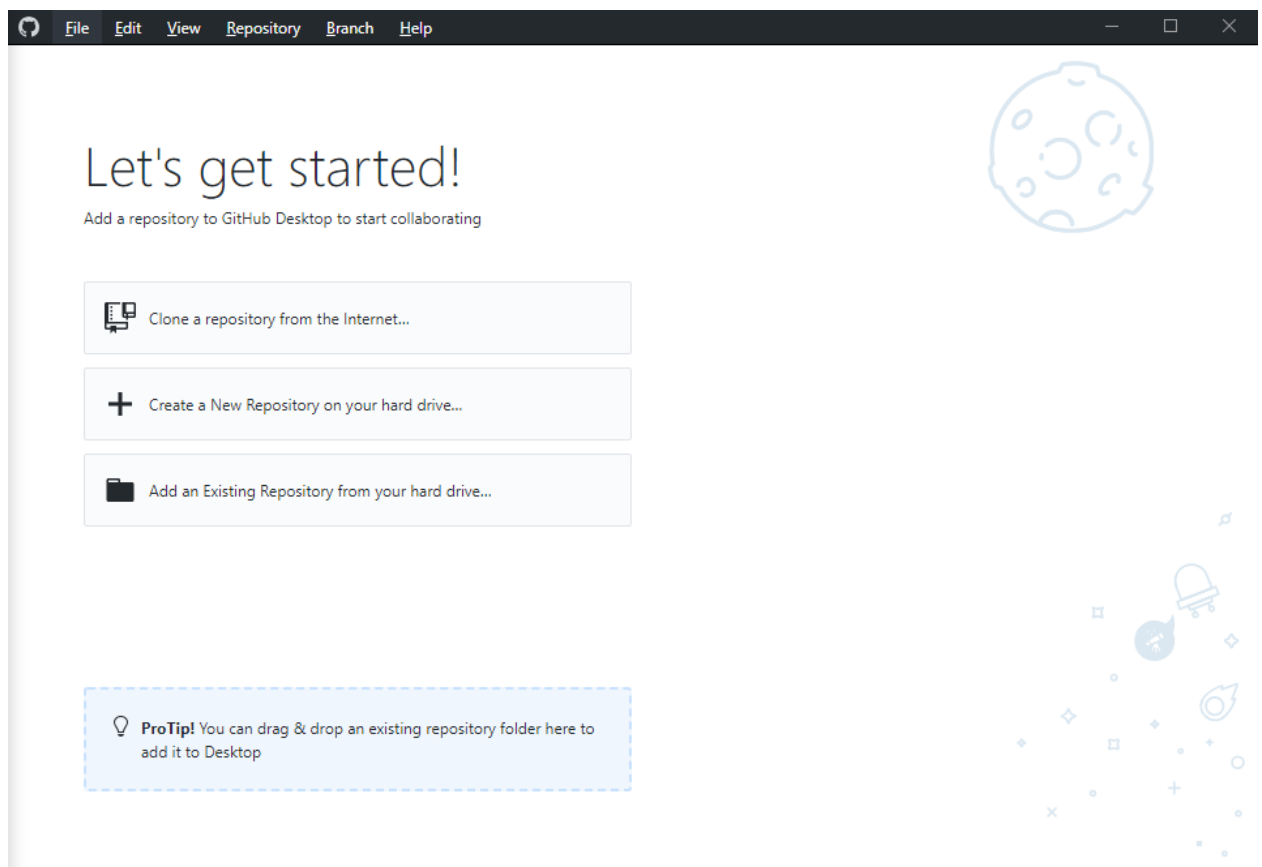 File Edit View Repository Branch Help
Let's get started!
Add a repository to GitHub Desktop to start collaborating
Clone a repository from the Internet...
Create a New Repository on your hard drive...
Add an Existing Repository from your hard drive...
ProTip! You can drag & drop an existing repository folder here to
add it to Desktop